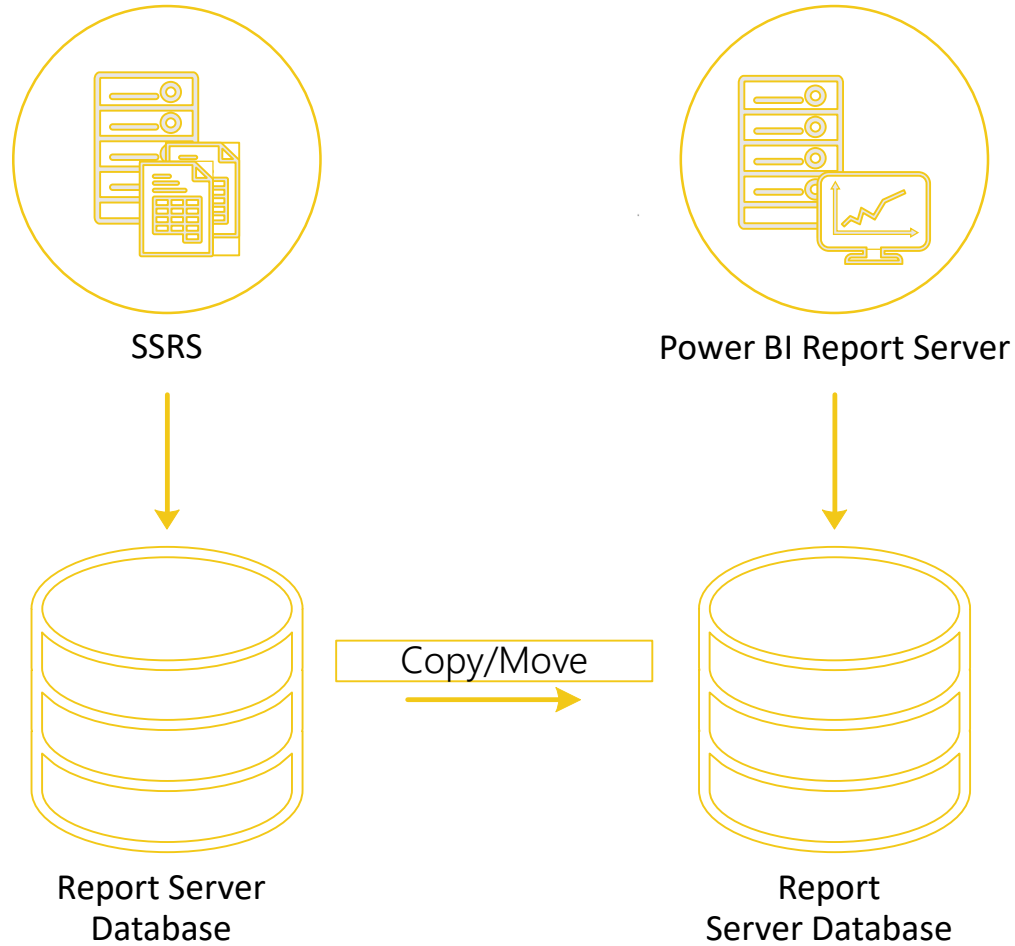 SSRS
Power BI Report Server
Copy/Move
Report Server
Database
Report
Server Database